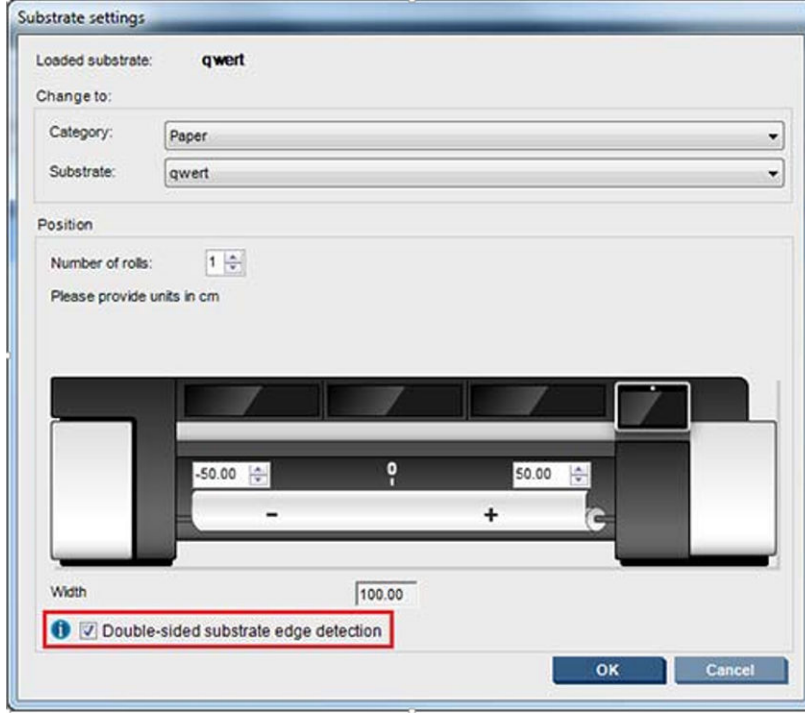 Substrate settings
Loaded substrate: qwert
Change to:
Category: Paper
Substrate: qwert
Position
Number of rolls: 1
Please provide units in cm
-50.00 0 50.00
- +
Width 100.00
i Double-sided substrate edge detection
OK Cancel